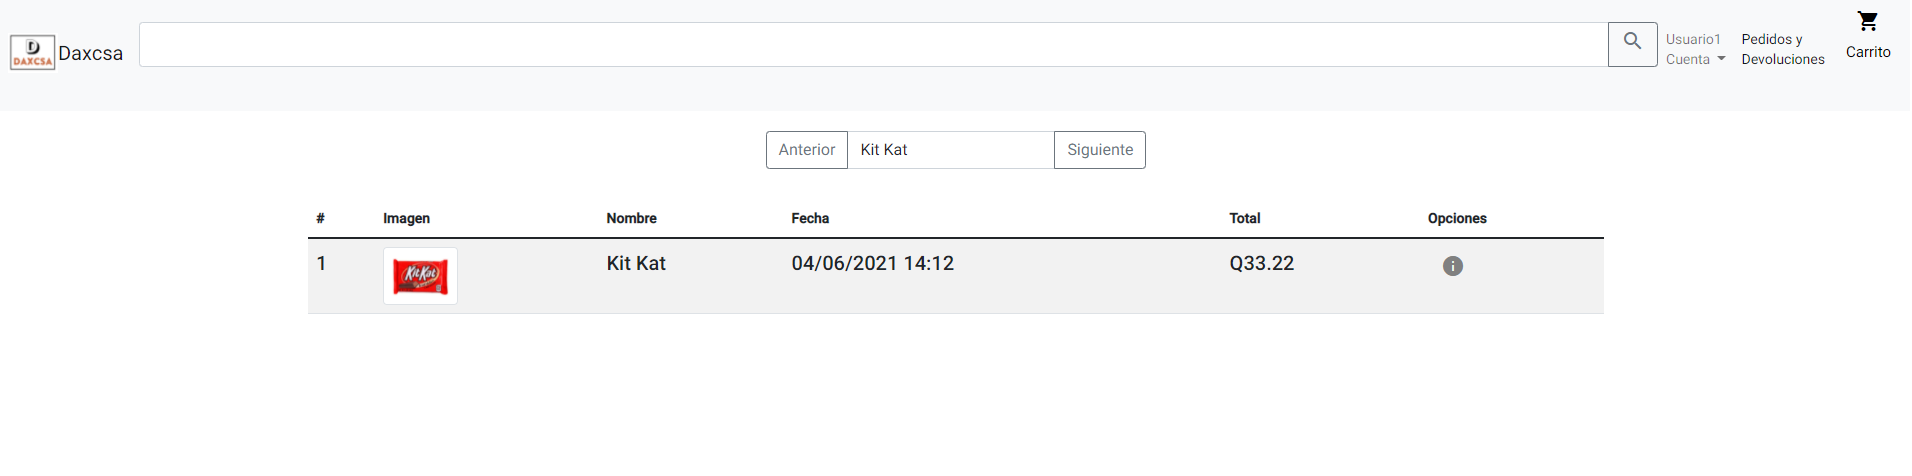 D
DAXCSA
Daxcsa
Usuario1
Cuenta
Pedidos y
Devoluciones
Carrito
Anterior
Kit Kat
Siguiente
# Imagen Nombre Fecha Total Opciones
1 KitKat Kit Kat 04/06/2021 14:12 Q33.22